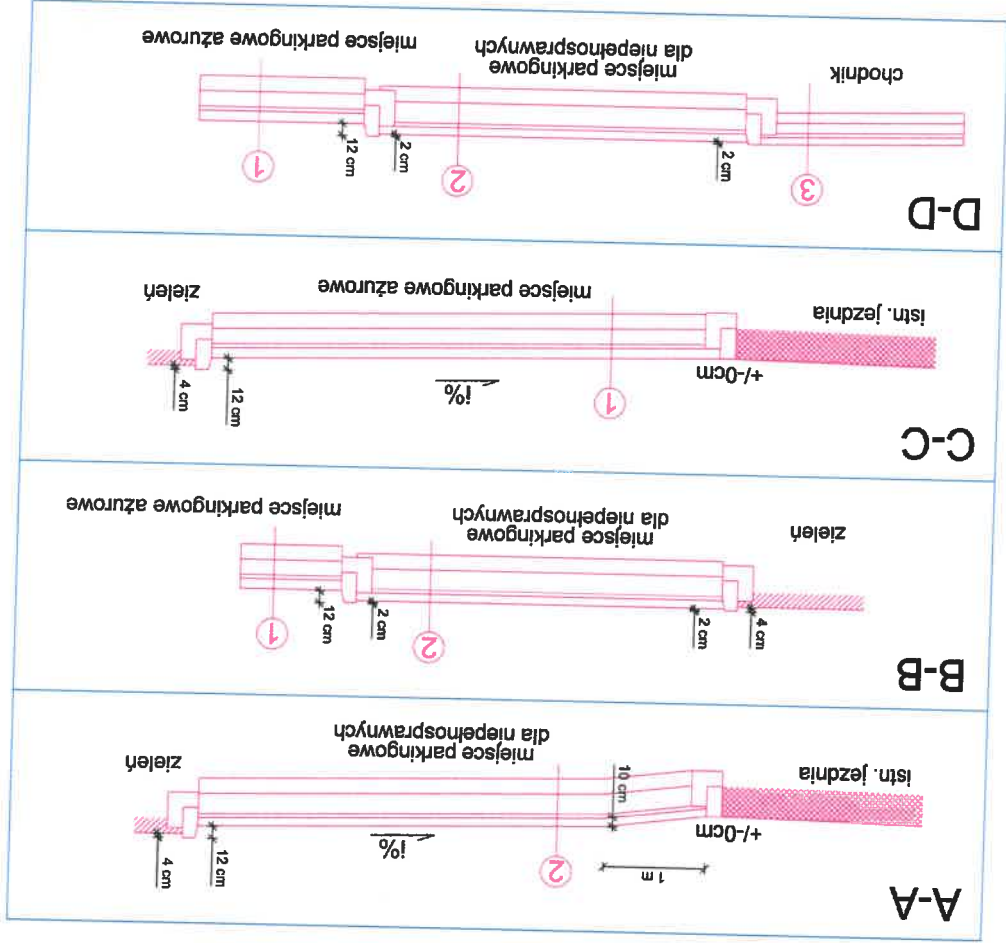 A-A
1 m
2
i%
12 cm
4 cm
+/-0cm
10 cm
istn. jezdnia
miejsce parkingowe
dla niepełnosprawnych
zieleń
B-B
4 cm
2 cm
2
2 cm
12 cm
1
zieleń
miejsce parkingowe
dla niepełnosprawnych
miejsce parkingowe ażurowe
C-C
+/-0cm
1
i%
12 cm
4 cm
istn. jezdnia
miejsce parkingowe ażurowe
zieleń
D-D
3
2 cm
2
2 cm
12 cm
1
chodnik
miejsce parkingowe
dla niepełnosprawnych
miejsce parkingowe ażurowe